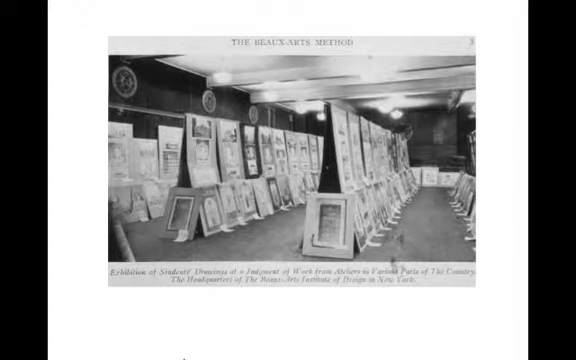 THE BEAUX-ARTS METHOD 3
Exhibition of Students' Drawings at a Judgment of Work from Ateliers in Various Parts of The Country.
The Headquarters of The Beaux-Arts Institute of Design in New York.